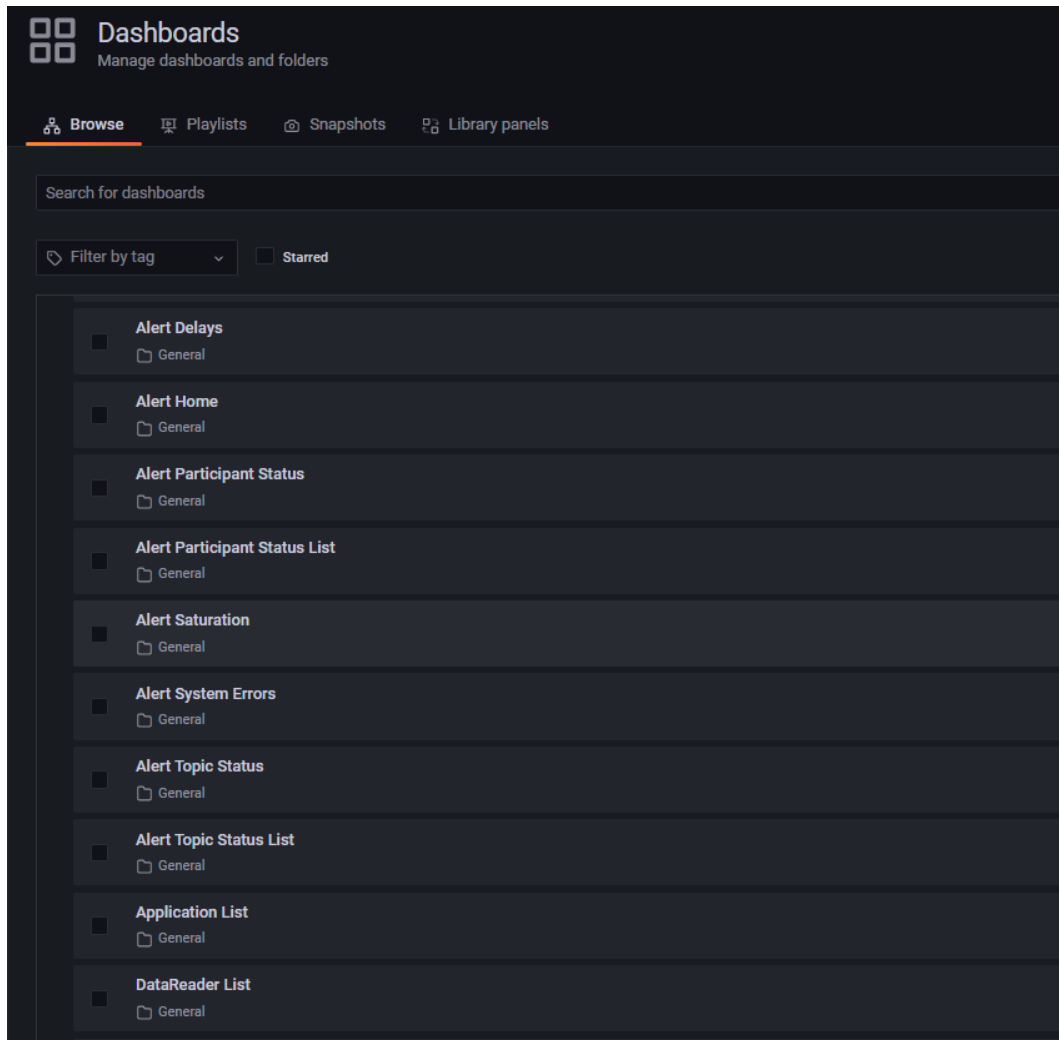 Dashboards
Manage dashboards and folders
Browse Playlists Snapshots Library panels
Search for dashboards
Filter by tag Starred
Alert Delays
General
Alert Home
General
Alert Participant Status
General
Alert Participant Status List
General
Alert Saturation
General
Alert System Errors
General
Alert Topic Status
General
Alert Topic Status List
General
Application List
General
DataReader List
General